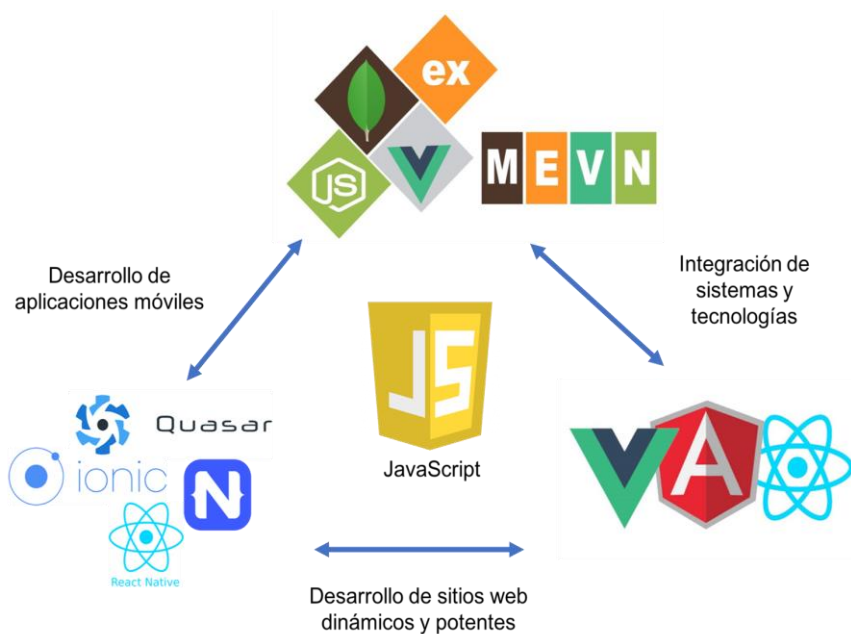 ex
JS
M E V N
Desarrollo de
aplicaciones móviles
Integración de
sistemas y
tecnologías
JS
JavaScript
Quasar
ionic
N
React Native
A
Desarrollo de sitios web
dinámicos y potentes